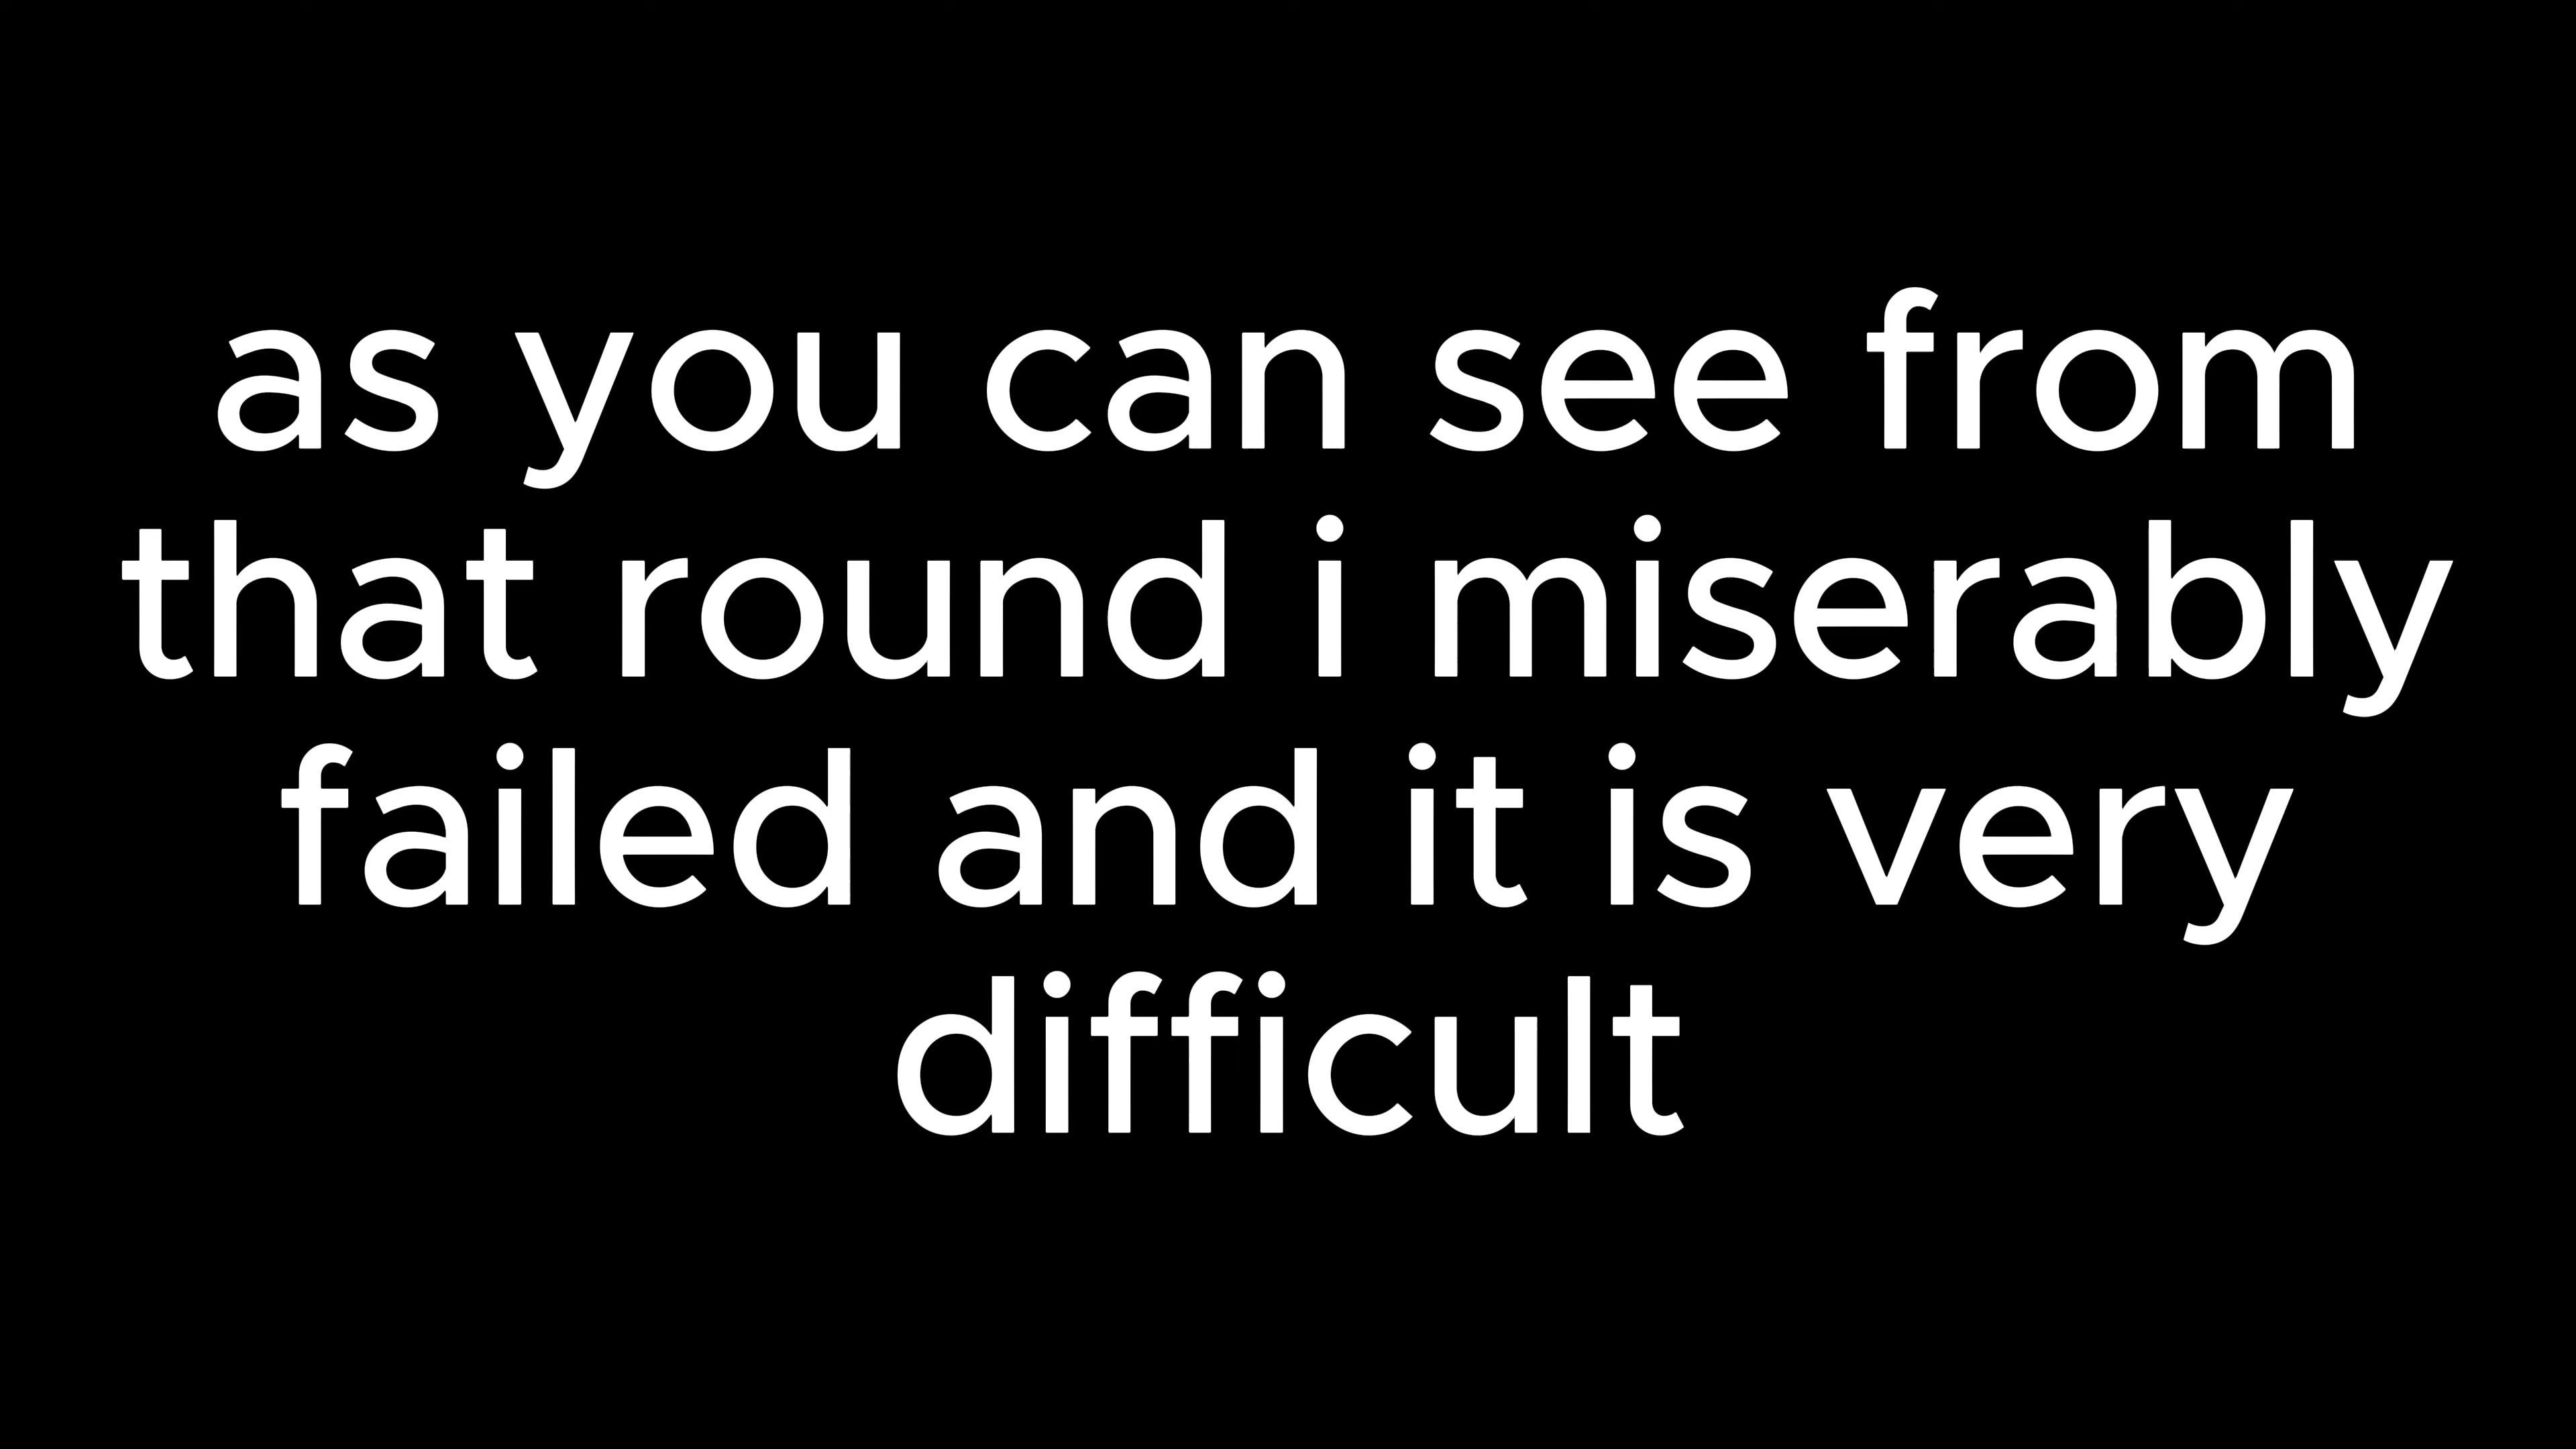 as you can see from
that round i miserably
failed and it is very
difficult